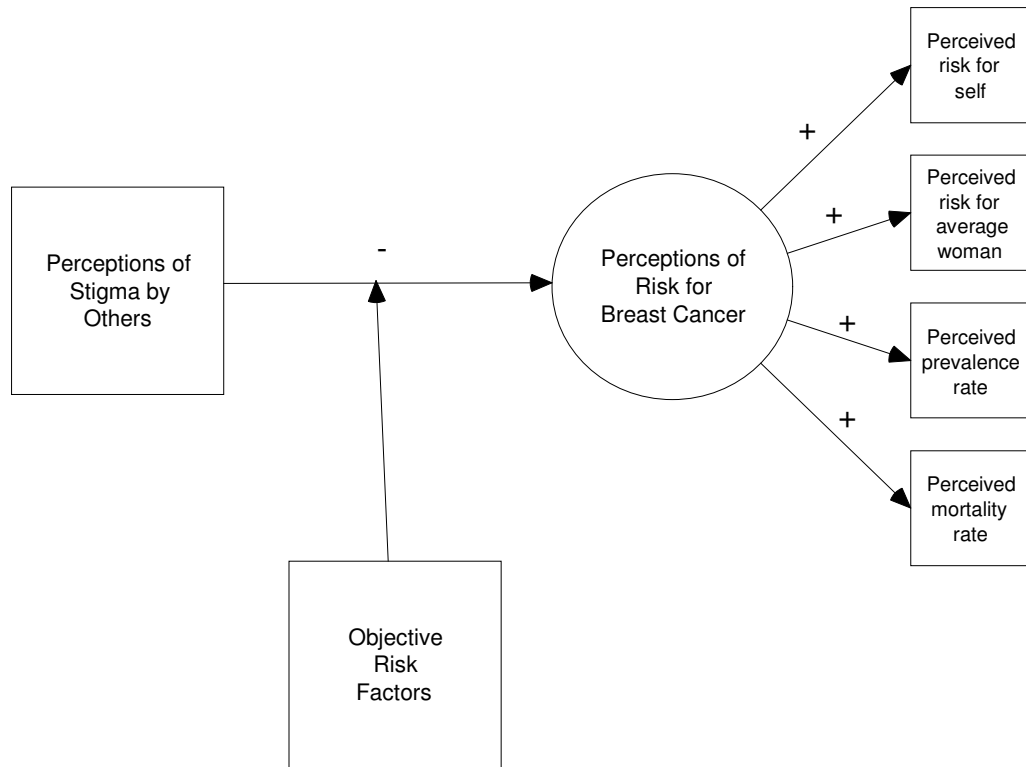 Perceptions of
Stigma by
Others
-
Objective
Risk
Factors
Perceptions of
Risk for
Breast Cancer
+
Perceived
risk for
self
+
Perceived
risk for
average
woman
+
Perceived
prevalence
rate
+
Perceived
mortality
rate